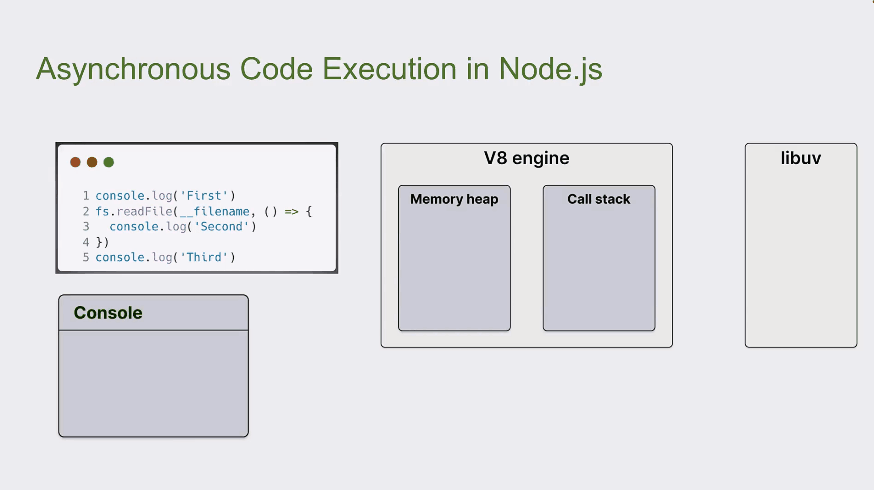 Asynchronous Code Execution in Node.js
1 console.log('First')
2 fs.readFile(__filename, () => {
3   console.log('Second')
4 })
5 console.log('Third')
Console
V8 engine
Memory heap
Call stack
libuv